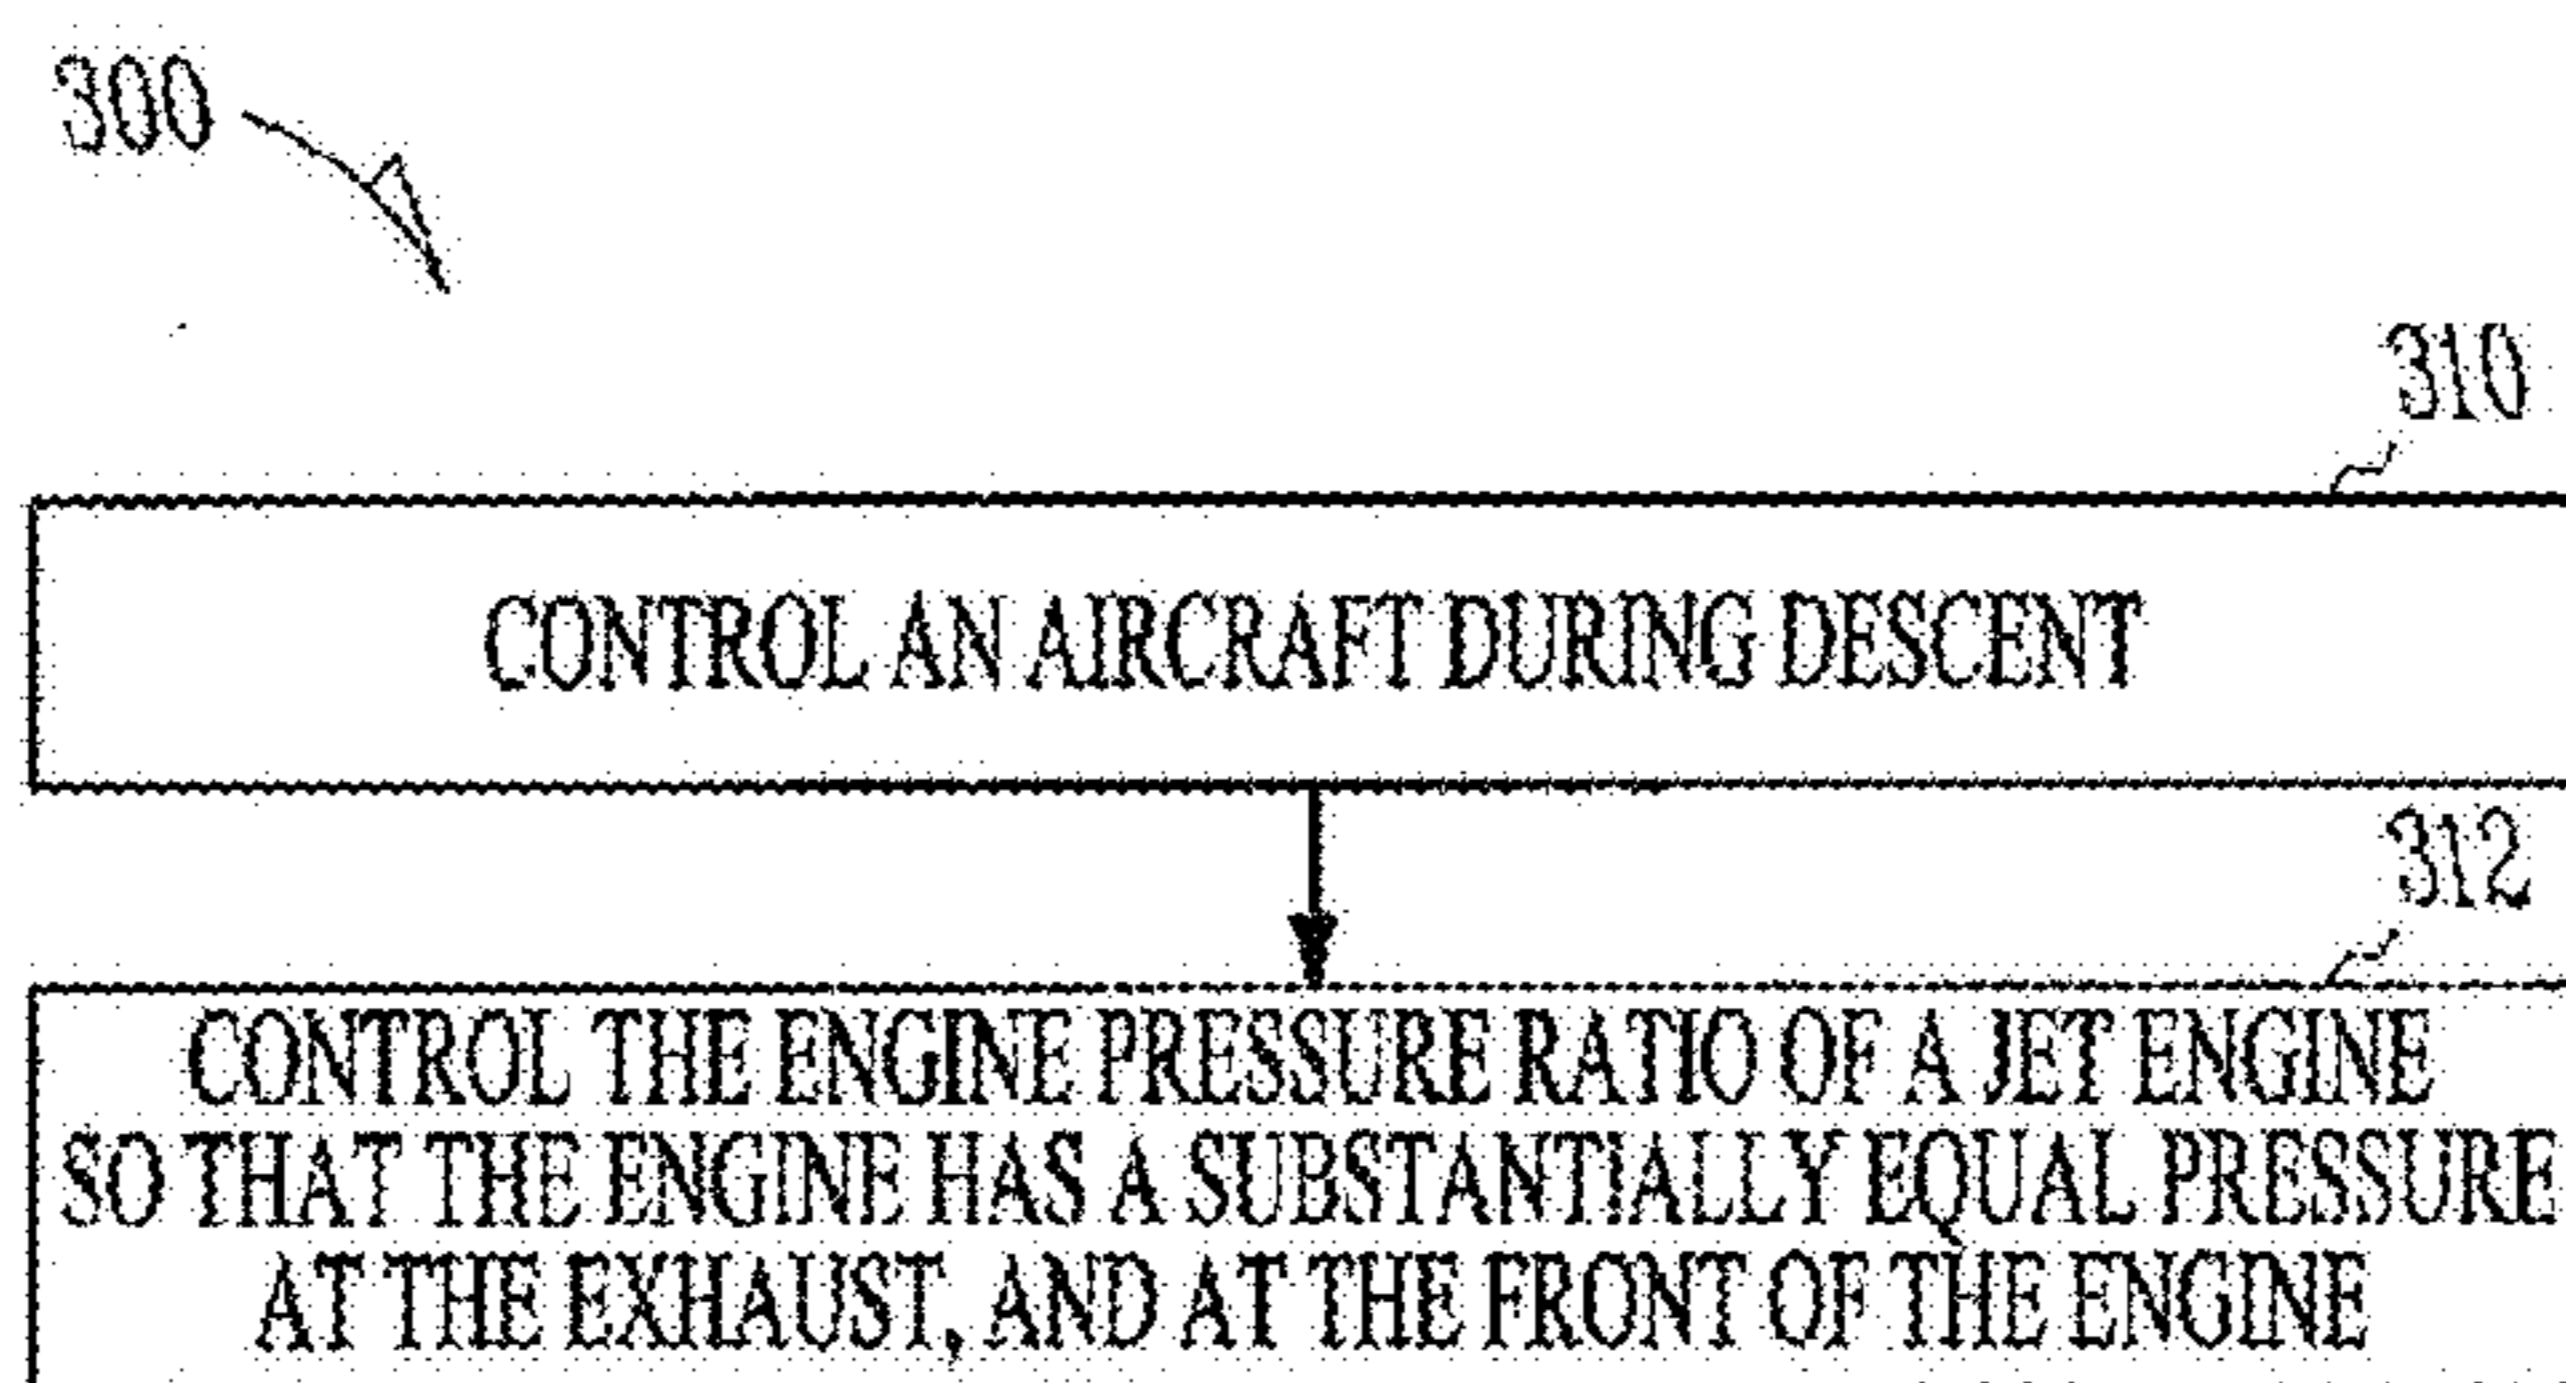 300
310
CONTROL AN AIRCRAFT DURING DESCENT
312
CONTROL THE ENGINE PRESSURE RATIO OF A JET ENGINE
SO THAT THE ENGINE HAS A SUBSTANTIALLY EQUAL PRESSURE
AT THE EXHAUST, AND AT THE FRONT OF THE ENGINE